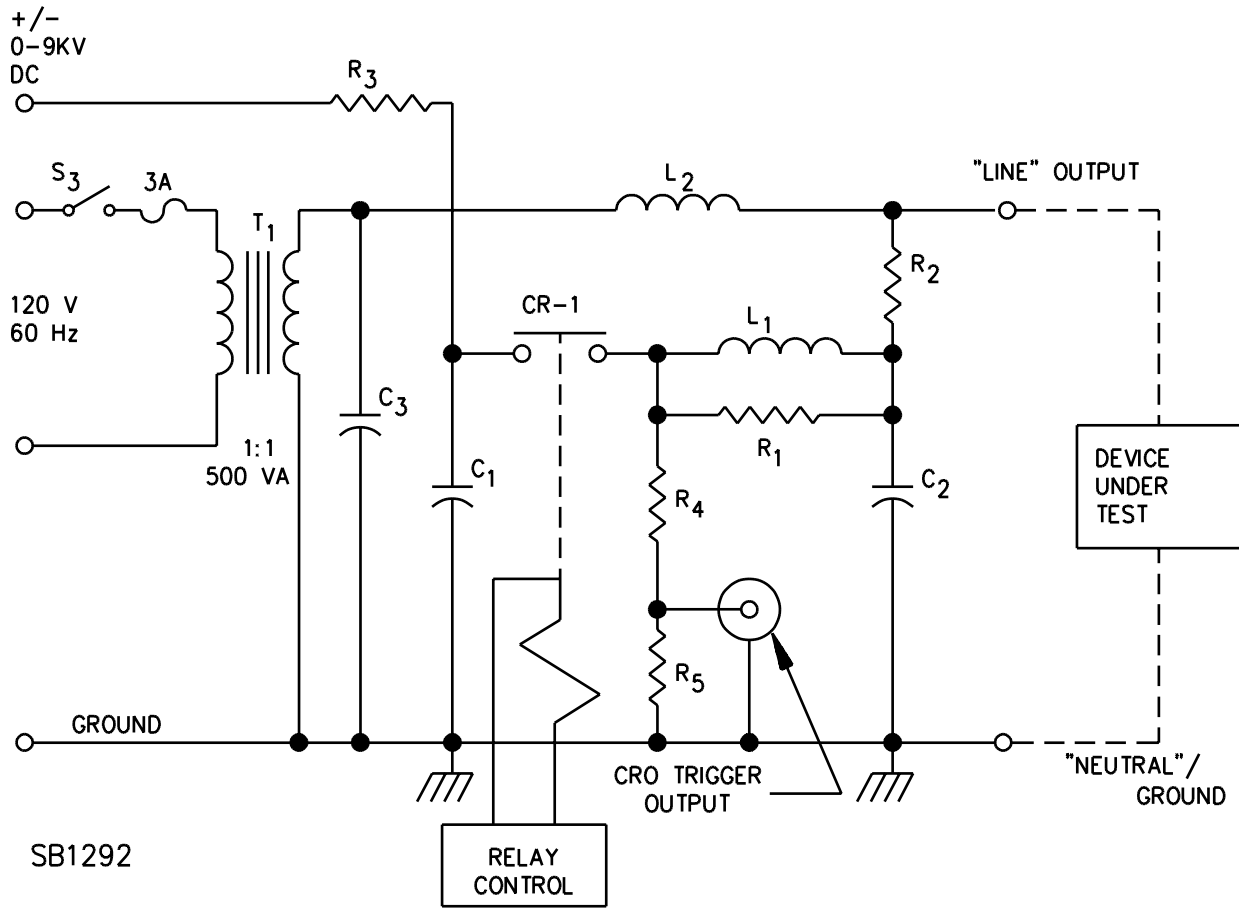 +/-
0-9KV
DC
R3
S3
3A
T1
L2
"LINE" OUTPUT
R2
120 V
60 Hz
CR-1
L1
C3
R1
1:1
500 VA
C1
R4
C2
DEVICE
UNDER
TEST
R5
GROUND
CRO TRIGGER
OUTPUT
"NEUTRAL"/
GROUND
SB1292
RELAY
CONTROL